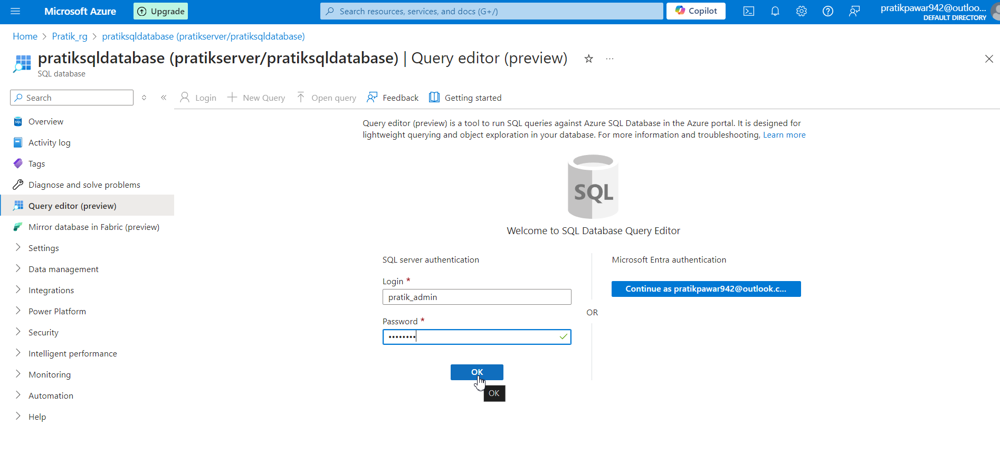 Microsoft Azure
Upgrade
Search resources, services, and docs (G+/)
Copilot
pratikpawar942@outloo...
DEFAULT DIRECTORY
Home > Pratik_rg > pratiksqldatabase (pratikserver/pratiksqldatabase)
pratiksqldatabase (pratikserver/pratiksqldatabase) | Query editor (preview)
SQL database
Search
Login
New Query
Open query
Feedback
Getting started
Overview
Activity log
Tags
Diagnose and solve problems
Query editor (preview)
Mirror database in Fabric (preview)
Settings
Data management
Integrations
Power Platform
Security
Intelligent performance
Monitoring
Automation
Help
Query editor (preview) is a tool to run SQL queries against Azure SQL Database in the Azure portal. It is designed for
lightweight querying and object exploration in your database. For more information and troubleshooting, Learn more
SQL
Welcome to SQL Database Query Editor
SQL server authentication
Login *
pratik_admin
Password *
••••••••
OK
OK
OR
Microsoft Entra authentication
Continue as pratikpawar942@outlook.c...